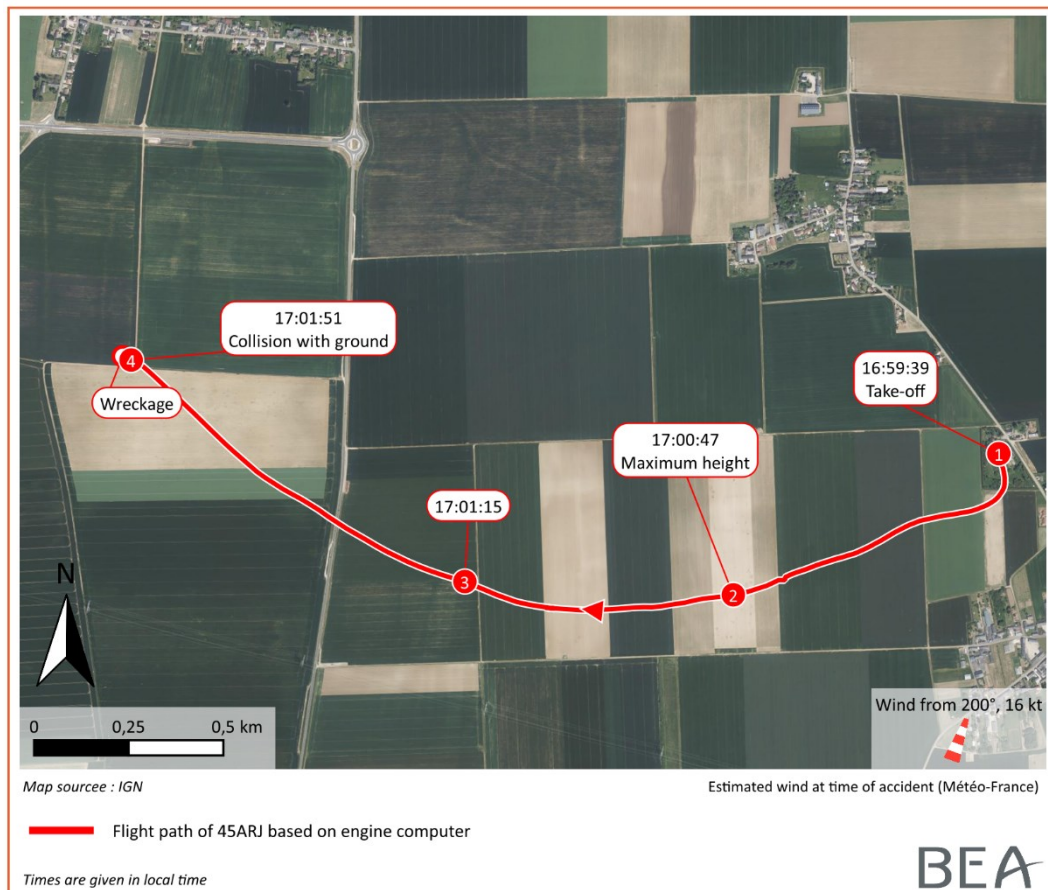 17:01:51
Collision with ground
4
Wreckage
16:59:39
Take-off
1
17:00:47
Maximum height
17:01:15
3
2
N
0
0,25
0,5 km
Wind from 200°, 16 kt
Map sourcee : IGN
Estimated wind at time of accident (Météo-France)
Flight path of 45ARJ based on engine computer
Times are given in local time
BEA